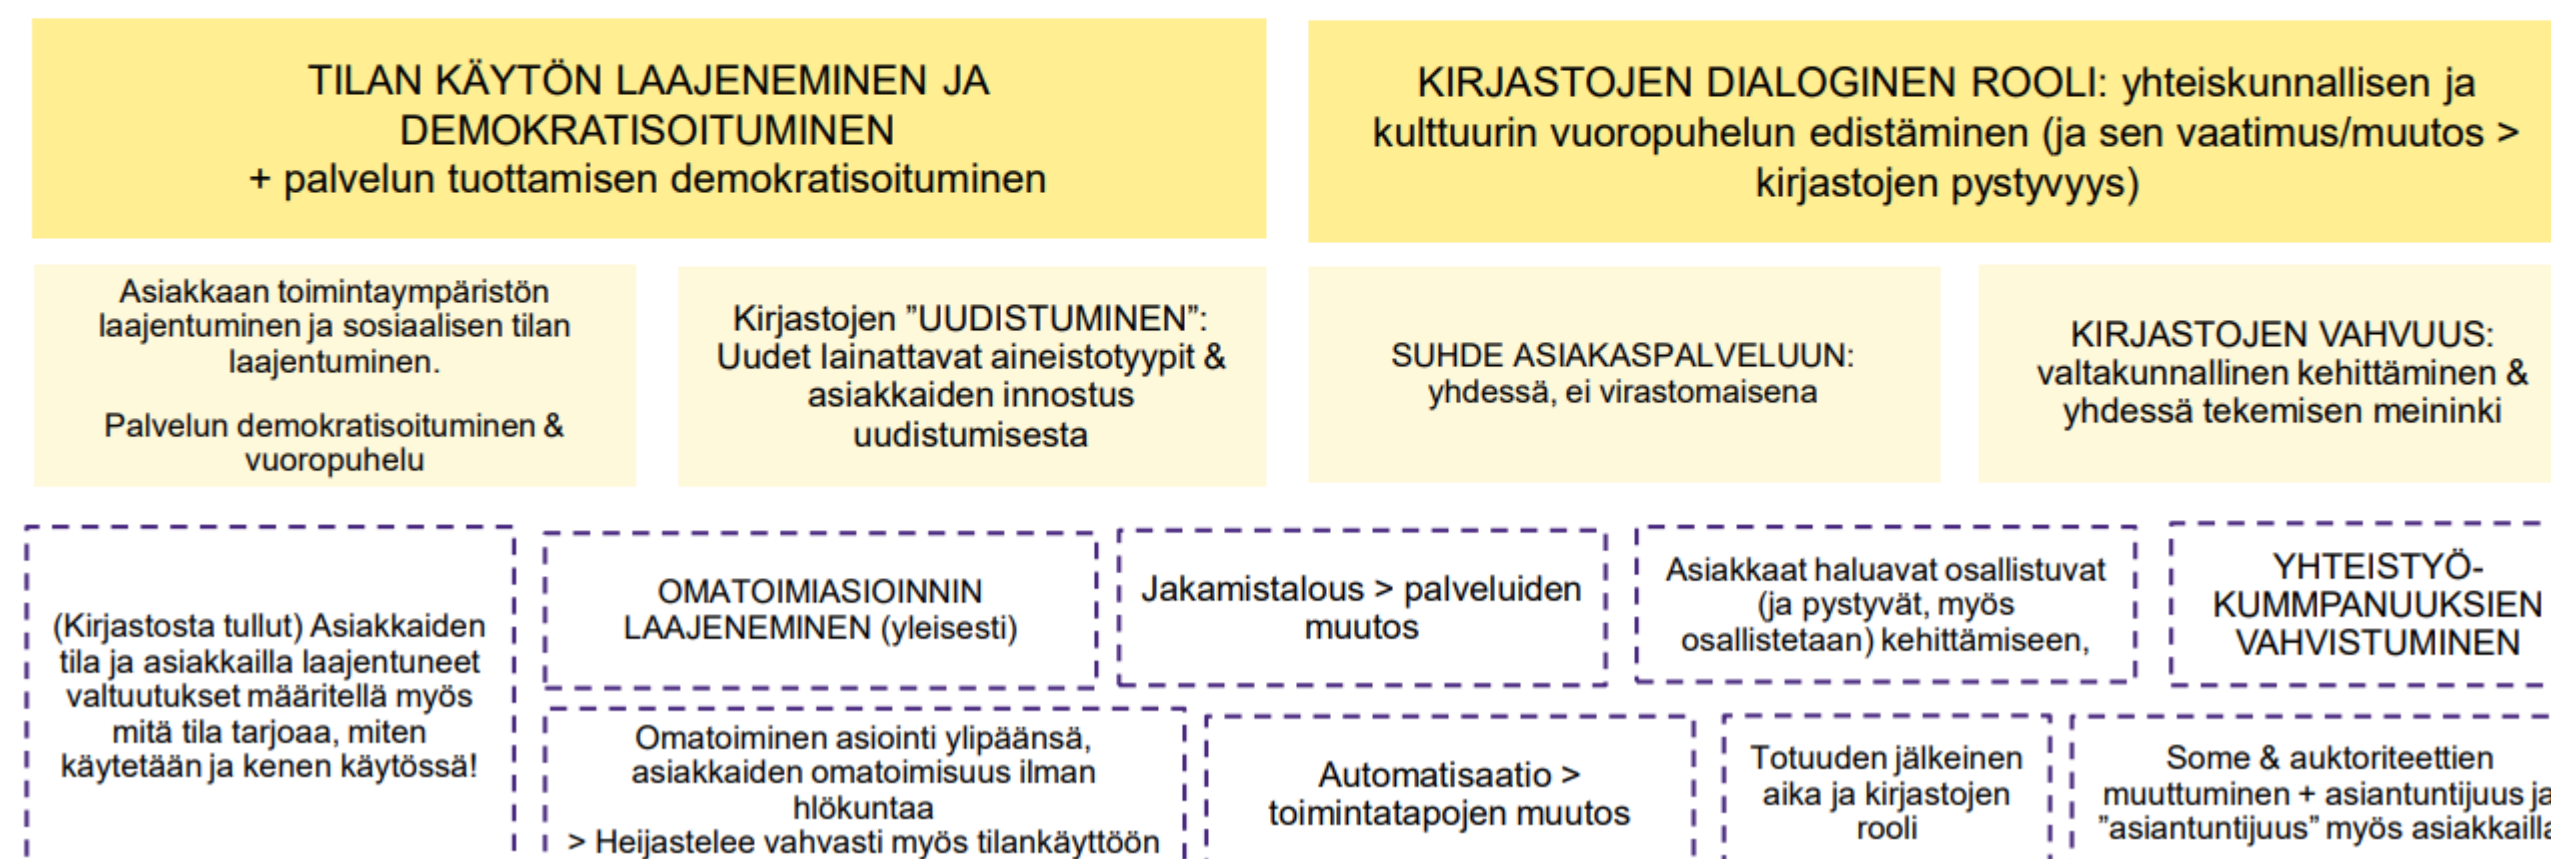 TILAN KÄYTÖN LAAJENEMINEN JA
DEMOKRATISOITUMINEN
+ palvelun tuottamisen demokratisoituminen
KIRJASTOJEN DIALOGINEN ROOLI: yhteiskunnallisen ja
kulttuurin vuoropuhelun edistäminen (ja sen vaatimus/muutos >
kirjastojen pystyvyys)
Asiakkaan toimintaympäristön
laajentuminen ja sosiaalisen tilan
laajentuminen.
Palvelun demokratisoituminen &
vuoropuhelu
Kirjastojen ”UUDISTUMINEN”:
Uudet lainattavat aineistotyypit &
asiakkaiden innostus
uudistumisesta
SUHDE ASIAKASPALVELUUN:
yhdessä, ei virastomaisena
KIRJASTOJEN VAHVUUS:
valtakunnallinen kehittäminen &
yhdessä tekemisen meininki
(Kirjastosta tullut) Asiakkaiden
tila ja asiakkailla laajentuneet
valtuutukset määritellä myös
mitä tila tarjoaa, miten
käytetään ja kenen käytössä!
OMATOIMIASIOINNIN
LAAJENEMINEN (yleisesti)
Jakamistalous > palveluiden
muutos
Asiakkaat haluavat osallistuvat
(ja pystyvät, myös
osallistetaan) kehittämiseen,
YHTEISTYÖ-
KUMMPANUUKSIEN
VAHVISTUMINEN
Omatoiminen asiointi ylipäänsä,
asiakkaiden omatoimisuus ilman
hlökuntaa
> Heijastelee vahvasti myös tilankäyttöön
Automatisaatio >
toimintatapojen muutos
Totuuden jälkeinen
aika ja kirjastojen
rooli
Some & auktoriteettien
muuttuminen + asiantuntijuus ja
”asiantuntijuus” myös asiakkailla